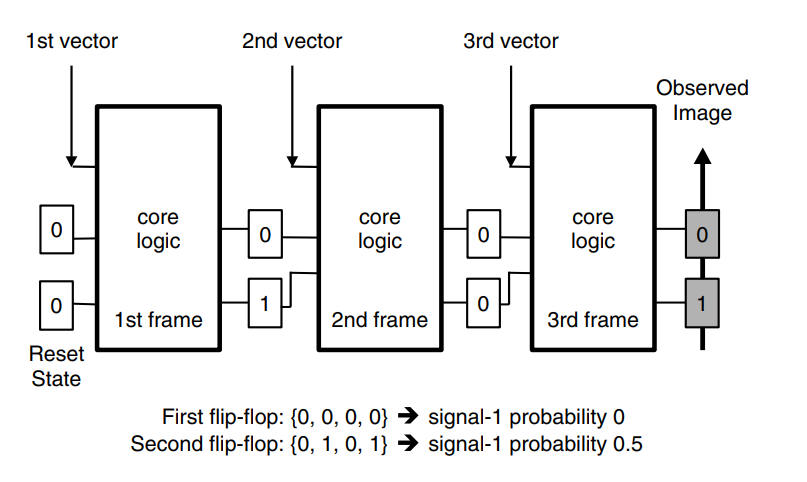 1st vector
2nd vector
3rd vector
Observed
Image
0
core
logic
0
core
logic
0
core
logic
0
0
1st frame
1
2nd frame
0
3rd frame
1
Reset
State
First flip-flop: {0, 0, 0, 0} ➔ signal-1 probability 0
Second flip-flop: {0, 1, 0, 1} ➔ signal-1 probability 0.5